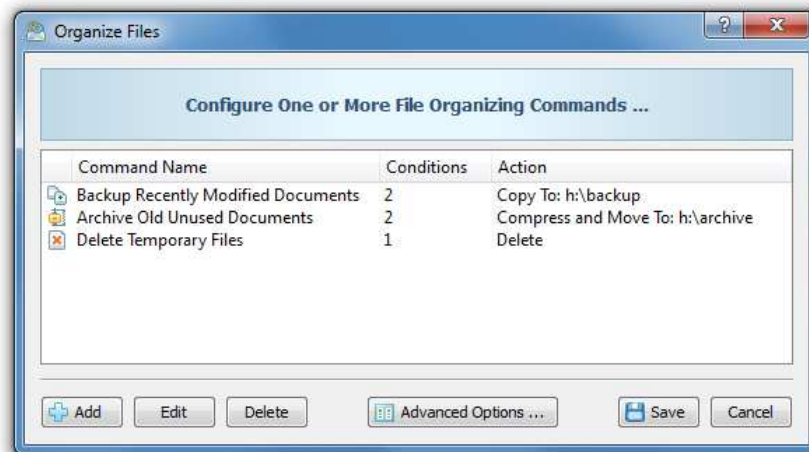 Organize Files
?
X
Configure One or More File Organizing Commands ...
Command Name Conditions Action
Backup Recently Modified Documents 2 Copy To: h:\backup
Archive Old Unused Documents 2 Compress and Move To: h:\archive
Delete Temporary Files 1 Delete
Add Edit Delete Advanced Options ... Save Cancel